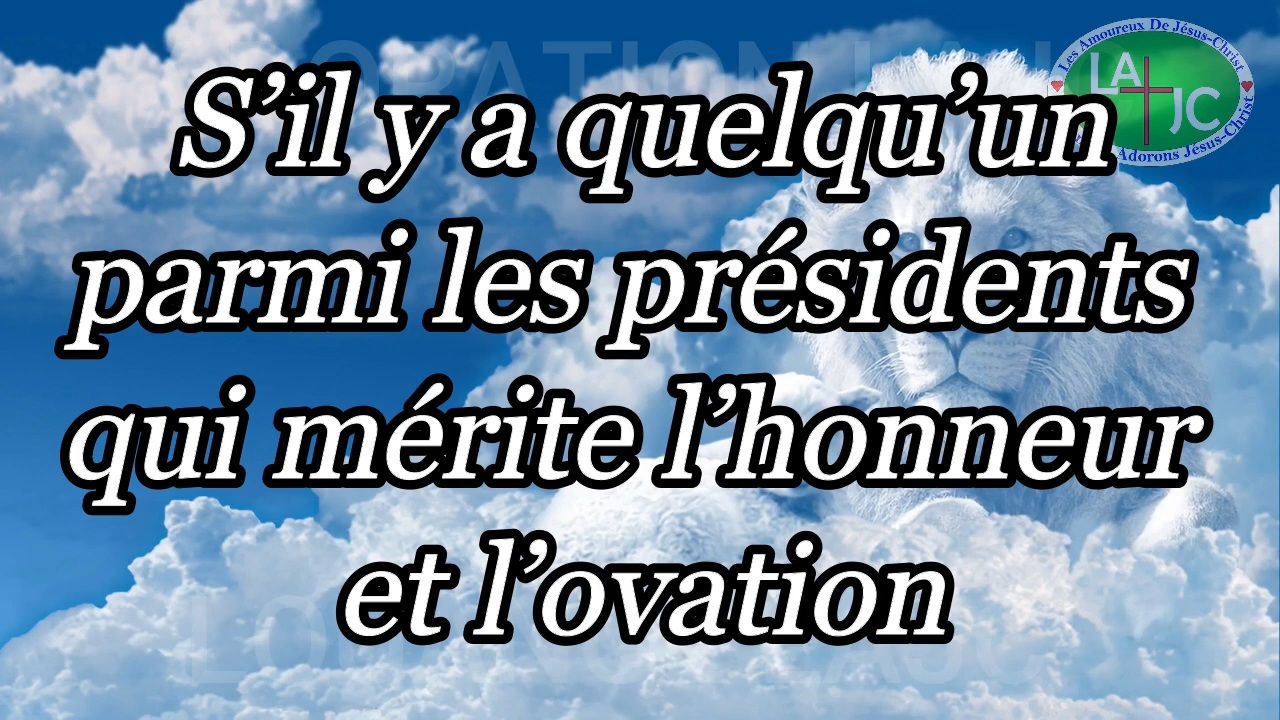 Les Amoureux De Jésus-Christ
LA JC
Adorons Jésus-Christ
S'il y a quelqu'un
parmi les présidents
qui mérite l'honneur
et l'ovation